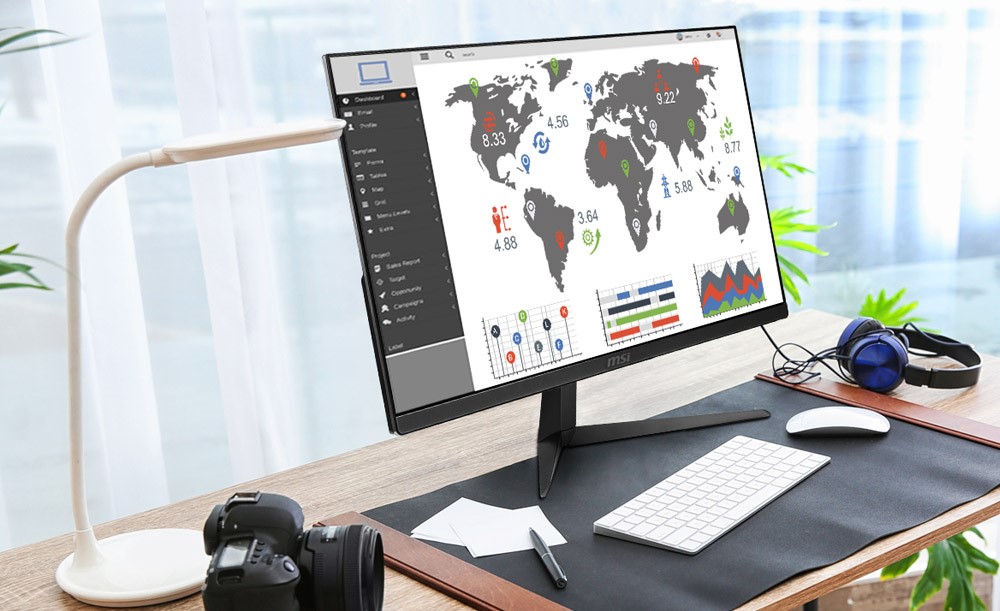 Dashboard
Email
Profile
Template
Forms
Tables
Map
Grid
Menu Levels
Extra
Project
Sales Report
Target
Opportunity
Campaigns
Activity
Label
8.33
4.56
9.22
8.77
5.88
4.88
3.64
A
B
C
D
E
F
K
L
msi